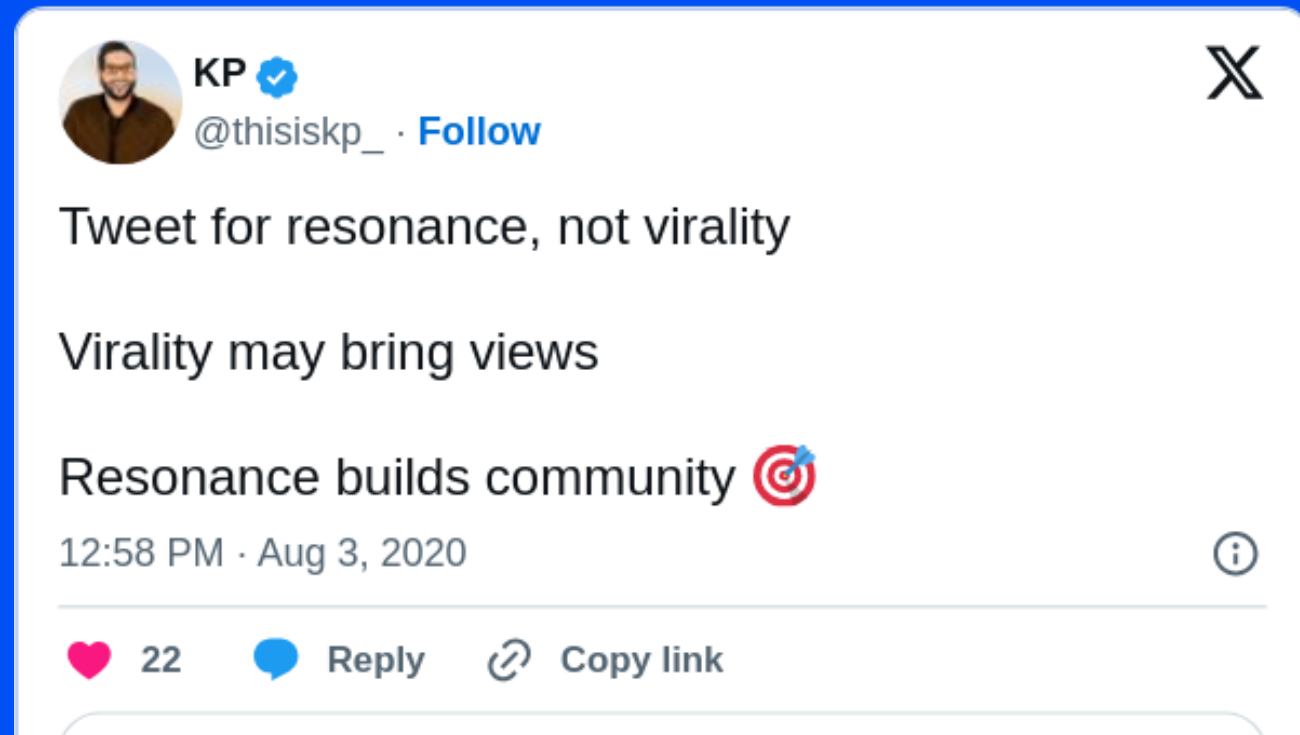 KP
@thisiskp_ · Follow
Tweet for resonance, not virality
Virality may bring views
Resonance builds community 🎯
12:58 PM · Aug 3, 2020
22 Reply Copy link